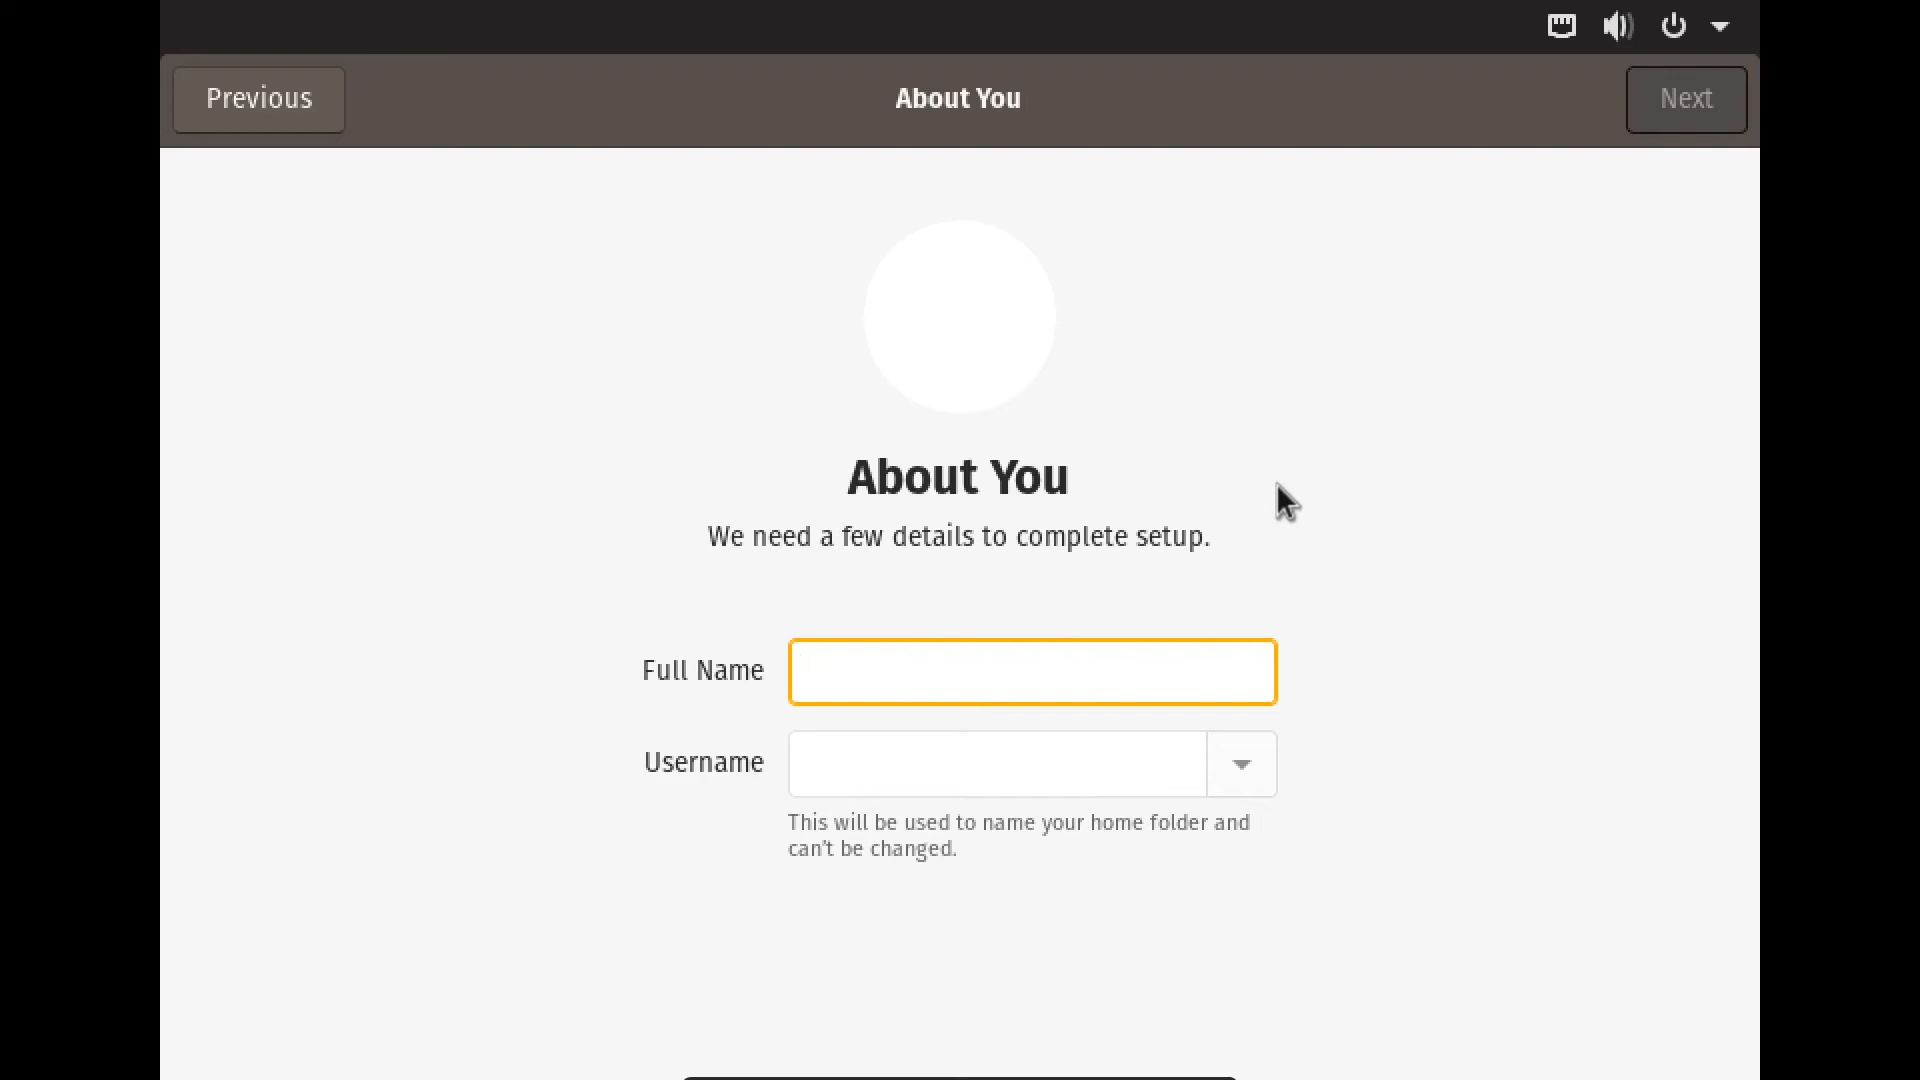 Previous
About You
Next
About You
We need a few details to complete setup.
Full Name
Username
This will be used to name your home folder and
can't be changed.